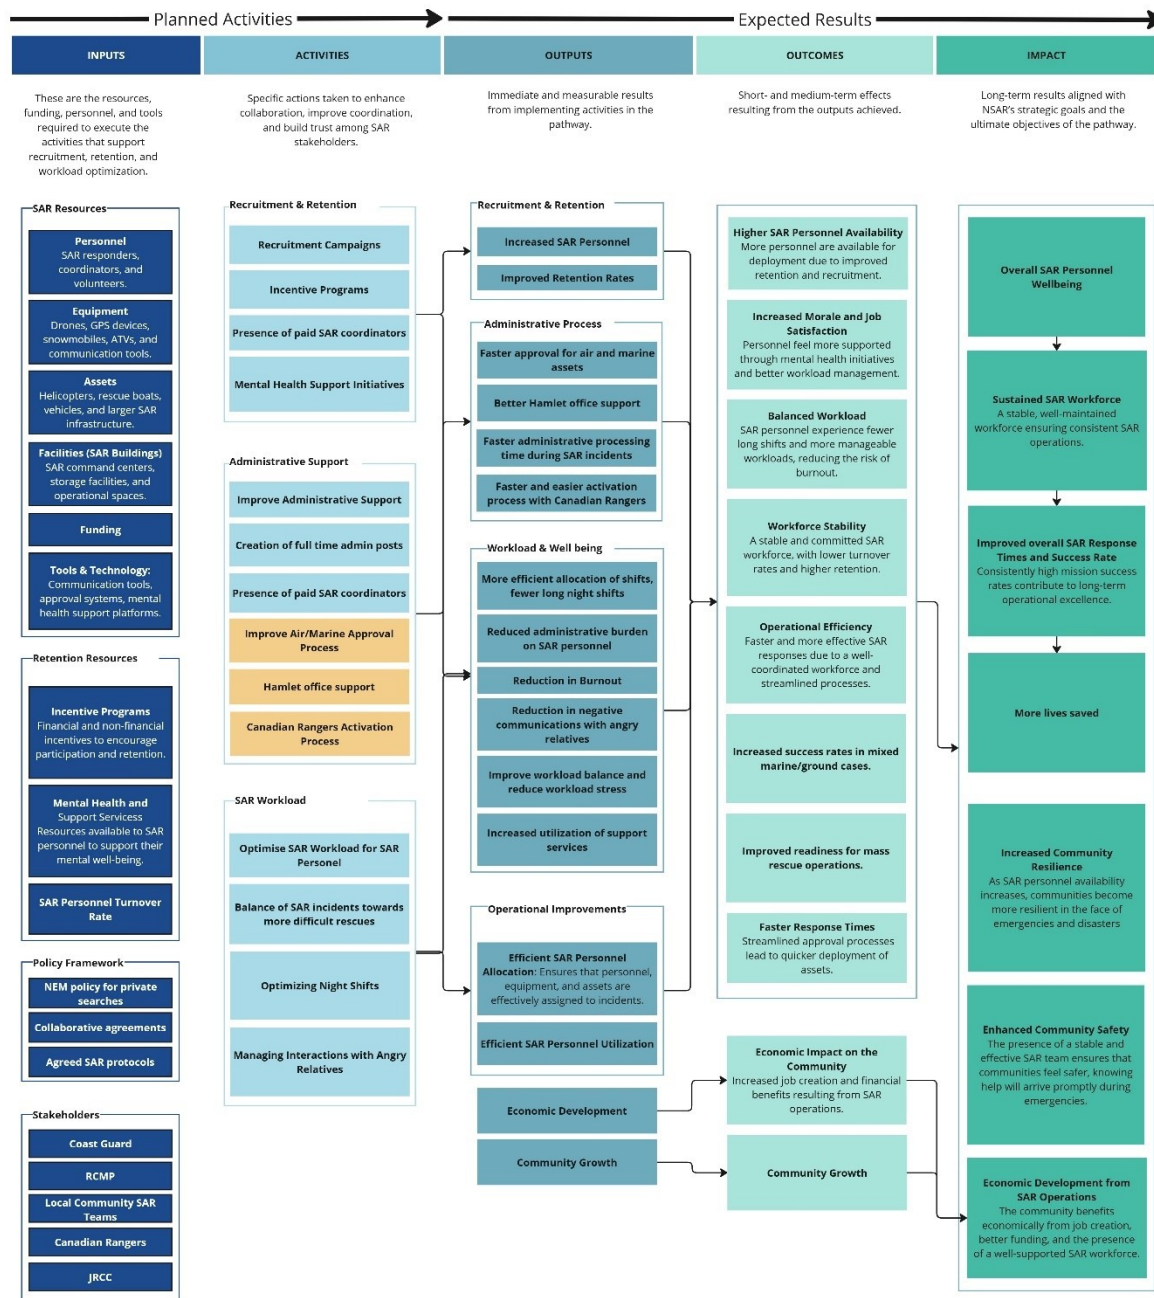 Planned Activities
Expected Results
INPUTS
ACTIVITIES
OUTPUTS
OUTCOMES
IMPACT
These are the resources,
funding, personnel, and tools
required to execute the
activities that support
recruitment, retention, and
workload optimization.
Specific actions taken to enhance
collaboration, improve coordination,
and build trust among SAR
stakeholders.
Immediate and measurable results
from implementing activities in the
pathway.
Short- and medium-term effects
resulting from the outputs achieved.
Long-term results aligned with
NSAR's strategic goals and the
ultimate objectives of the pathway.
SAR Resources
Personnel
SAR responders,
coordinators, and
volunteers.
Equipment
Drones, GPS devices,
snowmobiles, ATVs, and
communication tools.
Assets
Helicopters, rescue boats,
vehicles, and larger SAR
infrastructure.
Facilities (SAR Buildings)
SAR command centers,
storage facilities, and
operational spaces.
Funding
Tools & Technology:
Communication tools,
approval systems, mental
health support platforms.
Retention Resources
Incentive Programs
Financial and non-financial
incentives to encourage
participation and retention.
Mental Health and
Support Servicess
Resources available to SAR
personnel to support their
mental well-being.
SAR Personnel Turnover
Rate
Policy Framework
NEM policy for private
searches
Collaborative agreements
Agreed SAR protocols
Stakeholders
Coast Guard
RCMP
Local Community SAR
Teams
Canadian Rangers
JRCC
Recruitment & Retention
Recruitment Campaigns
Incentive Programs
Presence of paid SAR coordinators
Mental Health Support Initiatives
Administrative Support
Improve Administrative Support
Creation of full time admin posts
Presence of paid SAR coordinators
Improve Air/Marine Approval
Process
Hamlet office support
Canadian Rangers Activation
Process
SAR Workload
Optimise SAR Workload for SAR
Personel
Balance of SAR incidents towards
more difficult rescues
Optimizing Night Shifts
Managing Interactions with Angry
Relatives
Recruitment & Retention
Increased SAR Personnel
Improved Retention Rates
Administrative Process
Faster approval for air and marine
assets
Better Hamlet office support
Faster administrative processing
time during SAR incidents
Faster and easier activation
process with Canadian Rangers
Workload & Well being
More efficient allocation of shifts,
fewer long night shifts
Reduced administrative burden
on SAR personnel
Reduction in Burnout
Reduction in negative
communications with angry
relatives
Improve workload balance and
reduce workload stress
Increased utilization of support
services
Operational Improvements
Efficient SAR Personnel
Allocation: Ensures that personnel,
equipment, and assets are
effectively assigned to incidents.
Efficient SAR Personnel Utilization
Economic Development
Community Growth
Higher SAR Personnel Availability
More personnel are available for
deployment due to improved
retention and recruitment.
Increased Morale and Job
Satisfaction
Personnel feel more supported
through mental health initiatives
and better workload management.
Balanced Workload
SAR personnel experience fewer
long shifts and more manageable
workloads, reducing the risk of
burnout.
Workforce Stability
A stable and committed SAR
workforce, with lower turnover
rates and higher retention.
Operational Efficiency
Faster and more effective SAR
responses due to a well-
coordinated workforce and
streamlined processes.
Increased success rates in mixed
marine/ground cases.
Improved readiness for mass
rescue operations.
Faster Response Times
Streamlined approval processes
lead to quicker deployment of
assets.
Economic Impact on the
Community
Increased job creation and financial
benefits resulting from SAR
operations.
Community Growth
Overall SAR Personnel
Wellbeing
Sustained SAR Workforce
A stable, well-maintained
workforce ensuring consistent SAR
operations.
Improved overall SAR Response
Times and Success Rate
Consistently high mission success
rates contribute to long-term
operational excellence.
More lives saved
Increased Community
Resilience
As SAR personnel availability
increases, communities become
more resilient in the face of
emergencies and disasters
Enhanced Community Safety
The presence of a stable and
effective SAR team ensures that
communities feel safer, knowing
help will arrive promptly during
emergencies.
Economic Development from
SAR Operations
The community benefits
economically from job creation,
better funding, and the presence
of a well-supported SAR workforce.